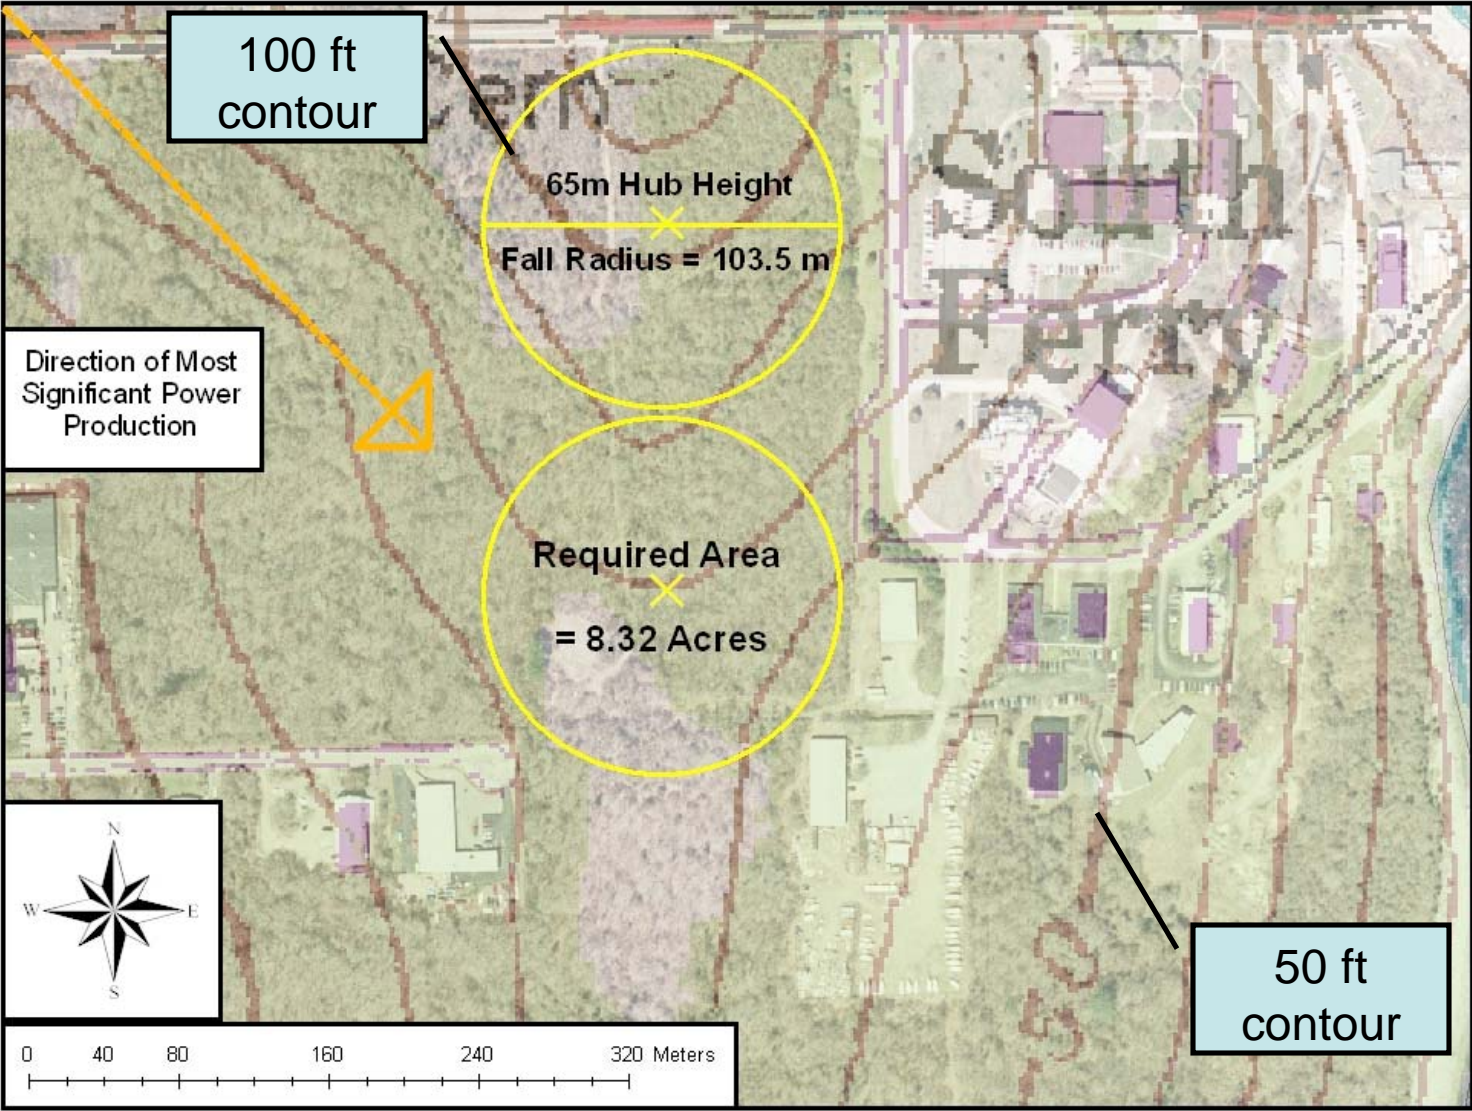 100 ft
contour
Cem
65m Hub Height
Fall Radius = 103.5 m
South
Ferry
Direction of Most
Significant Power
Production
Required Area
= 8.32 Acres
N
W E
S
50
50 ft
contour
0 40 80 160 240 320 Meters